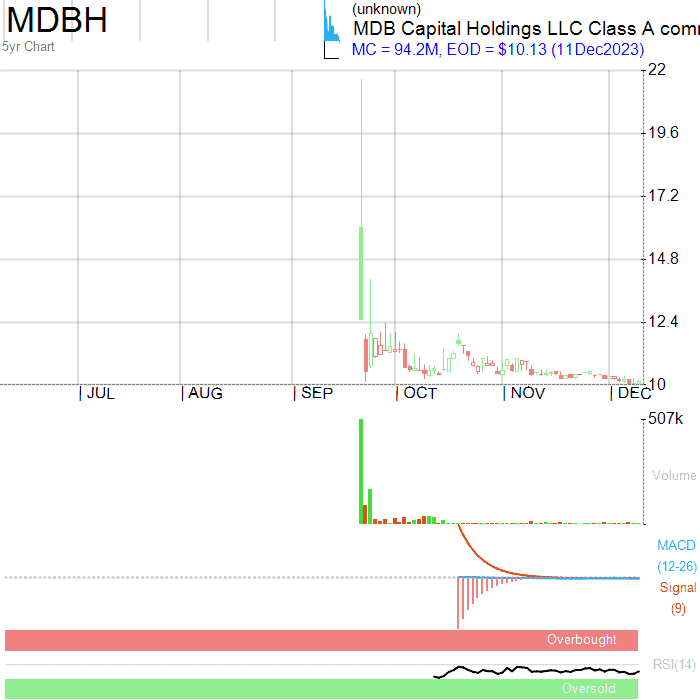 MDBH
5yr Chart
(unknown)
MDB Capital Holdings LLC Class A com
MC = 94.2M, EOD = $10.13 (11Dec2023)
22
19.6
17.2
14.8
12.4
10
JUL
AUG
SEP
OCT
NOV
DEC
507k
Volume
MACD
(12-26)
Signal
(9)
Overbought
RSI(14)
Oversold